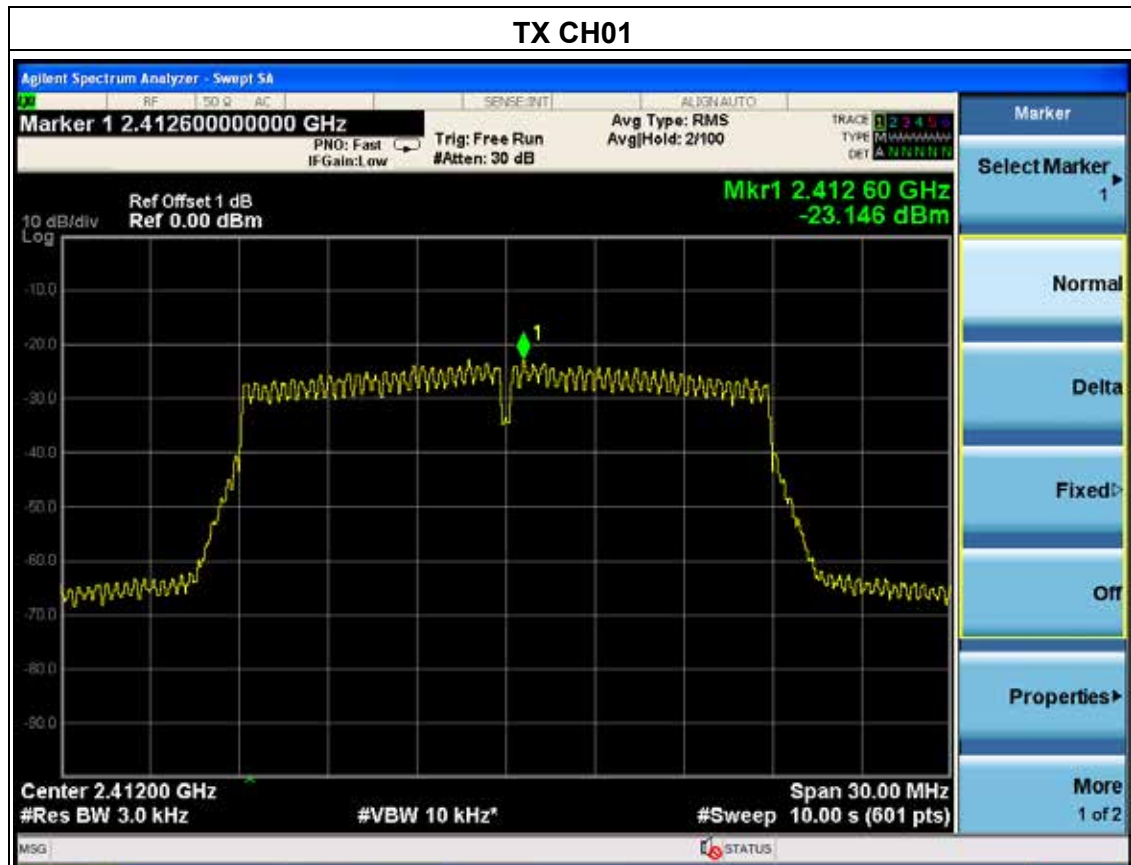 TX CH01
Agilent Spectrum Analyzer - Swept SA
RF 50 Ω AC SENSE:INT ALIGN AUTO
Marker 1 2.412600000000 GHz
PNO: Fast
IFGain:Low
Trig: Free Run
#Atten: 30 dB
Avg Type: RMS
Avg|Hold: 2/100
TRACE 1 2 3 4 5 6
TYPE M
DET A N N N N N
Mkr1 2.412 60 GHz
-23.146 dBm
Ref Offset 1 dB
10 dB/div Ref 0.00 dBm
Log
-10.0
-20.0
-30.0
-40.0
-50.0
-60.0
-70.0
-80.0
-90.0
1
Center 2.41200 GHz Span 30.00 MHz
#Res BW 3.0 kHz #VBW 10 kHz* #Sweep 10.00 s (601 pts)
MSG STATUS
Marker
Select Marker
1
Normal
Delta
Fixed
Off
Properties
More
1 of 2